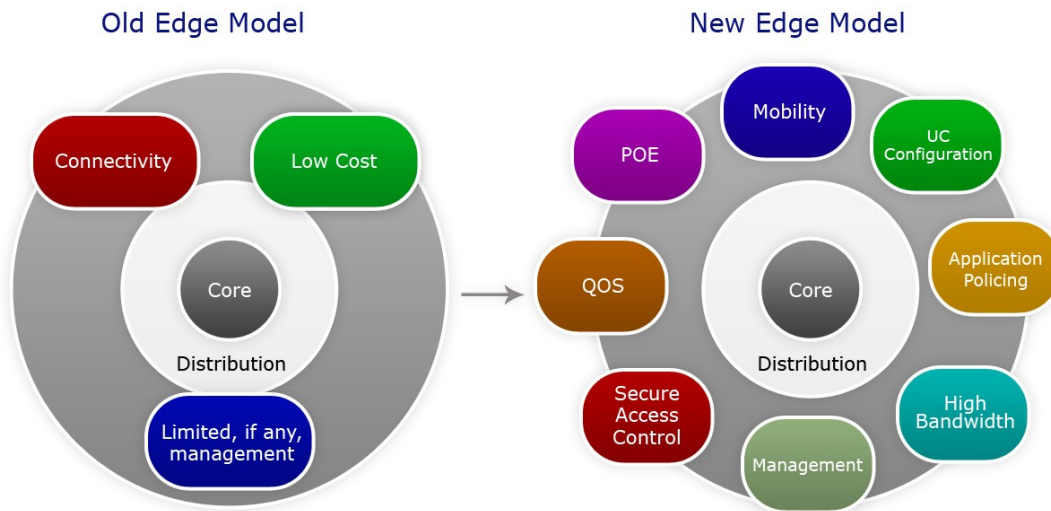 Old Edge Model
Connectivity
Low Cost
Core
Distribution
Limited, if any,
management
New Edge Model
Mobility
POE
UC
Configuration
QOS
Application
Policing
Core
Distribution
Secure
Access
Control
High
Bandwidth
Management